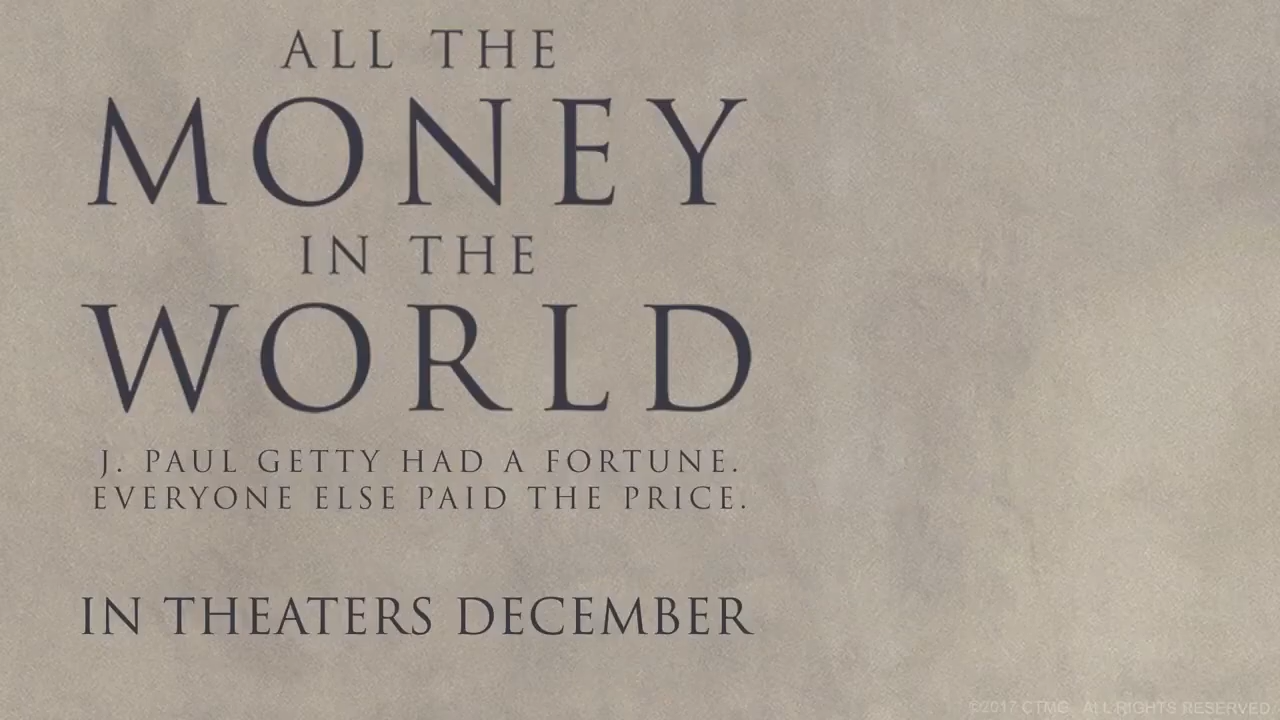 ALL THE
MONEY
IN THE
WORLD
J. PAUL GETTY HAD A FORTUNE.
EVERYONE ELSE PAID THE PRICE.
IN THEATERS DECEMBER
©2017 CTMG. ALL RIGHTS RESERVED.